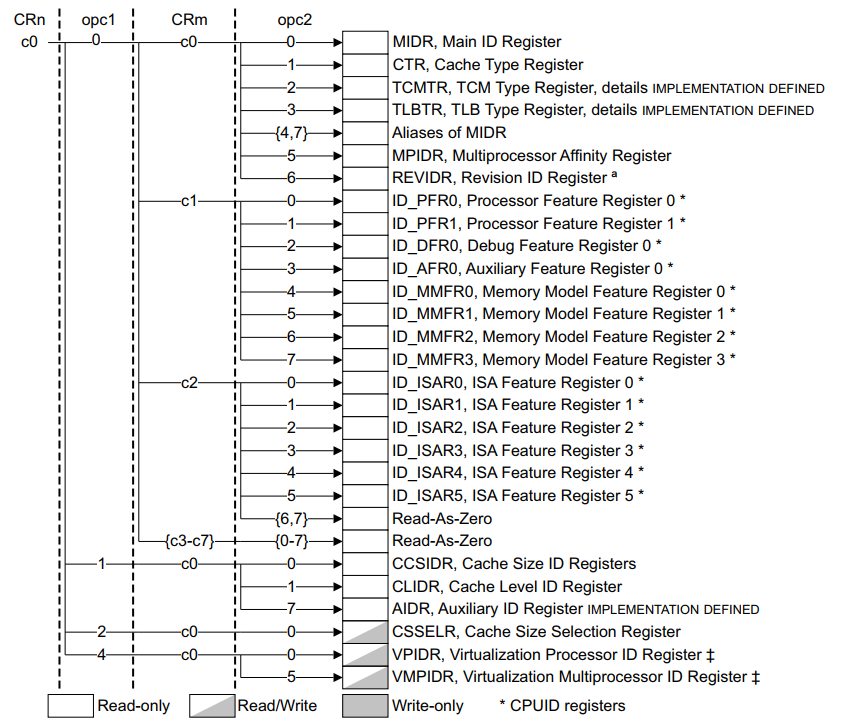 CRn opc1 CRm opc2
c0 0 c0 0 MIDR, Main ID Register
1 CTR, Cache Type Register
2 TCMTR, TCM Type Register, details IMPLEMENTATION DEFINED
3 TLBTR, TLB Type Register, details IMPLEMENTATION DEFINED
{4,7} Aliases of MIDR
5 MPIDR, Multiprocessor Affinity Register
6 REVIDR, Revision ID Register a
c1 0 ID_PFR0, Processor Feature Register 0 *
1 ID_PFR1, Processor Feature Register 1 *
2 ID_DFR0, Debug Feature Register 0 *
3 ID_AFR0, Auxiliary Feature Register 0 *
4 ID_MMFR0, Memory Model Feature Register 0 *
5 ID_MMFR1, Memory Model Feature Register 1 *
6 ID_MMFR2, Memory Model Feature Register 2 *
7 ID_MMFR3, Memory Model Feature Register 3 *
c2 0 ID_ISAR0, ISA Feature Register 0 *
1 ID_ISAR1, ISA Feature Register 1 *
2 ID_ISAR2, ISA Feature Register 2 *
3 ID_ISAR3, ISA Feature Register 3 *
4 ID_ISAR4, ISA Feature Register 4 *
5 ID_ISAR5, ISA Feature Register 5 *
{6,7} Read-As-Zero
{c3-c7} {0-7} Read-As-Zero
1 c0 0 CCSIDR, Cache Size ID Registers
1 CLIDR, Cache Level ID Register
7 AIDR, Auxiliary ID Register IMPLEMENTATION DEFINED
2 c0 0 CSSELR, Cache Size Selection Register
4 c0 0 VPIDR, Virtualization Processor ID Register ‡
5 VMPIDR, Virtualization Multiprocessor ID Register ‡
Read-only Read/Write Write-only * CPUID registers